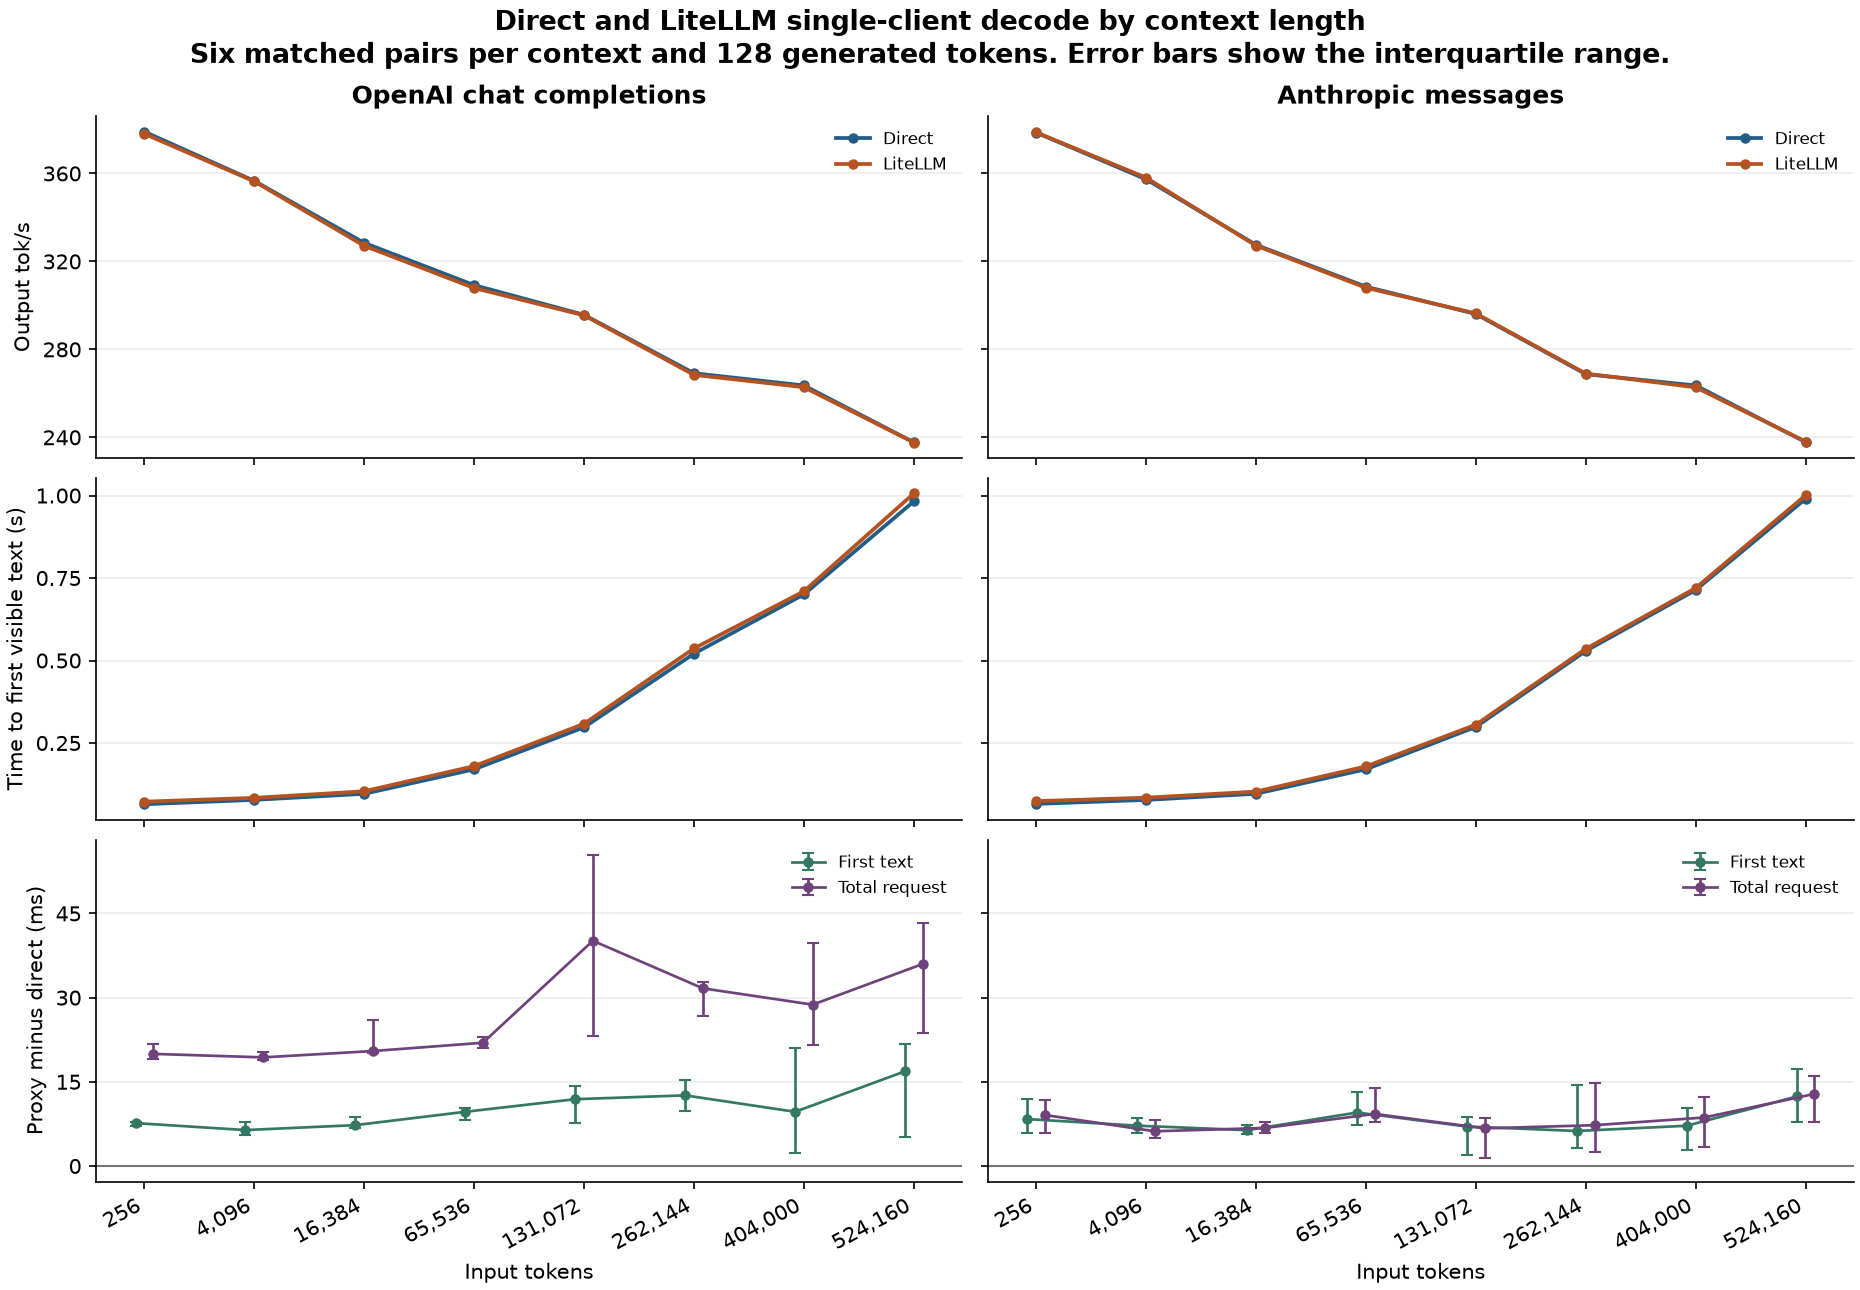 Direct and LiteLLM single-client decode by context length
Six matched pairs per context and 128 generated tokens. Error bars show the interquartile range.
OpenAI chat completions
Anthropic messages
Output tok/s
360
320
280
240
Direct
LiteLLM
Direct
LiteLLM
Time to first visible text (s)
1.00
0.75
0.50
0.25
Proxy minus direct (ms)
45
30
15
0
First text
Total request
First text
Total request
256
4,096
16,384
65,536
131,072
262,144
404,000
524,160
Input tokens
256
4,096
16,384
65,536
131,072
262,144
404,000
524,160
Input tokens